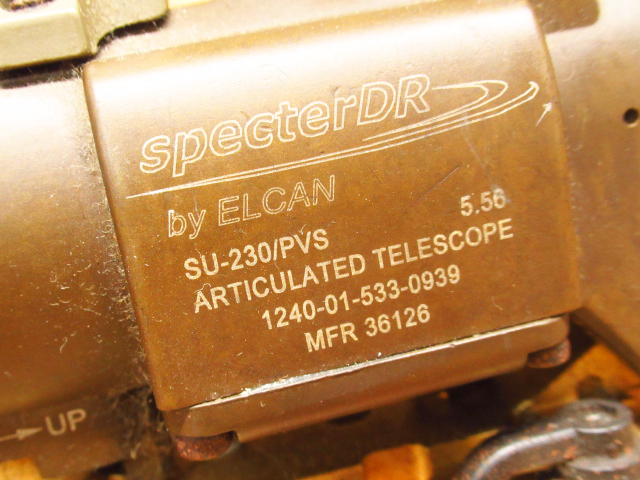 specterDR
by ELCAN
SU-230/PVS 5.56
ARTICULATED TELESCOPE
1240-01-533-0939
MFR 36126
UP